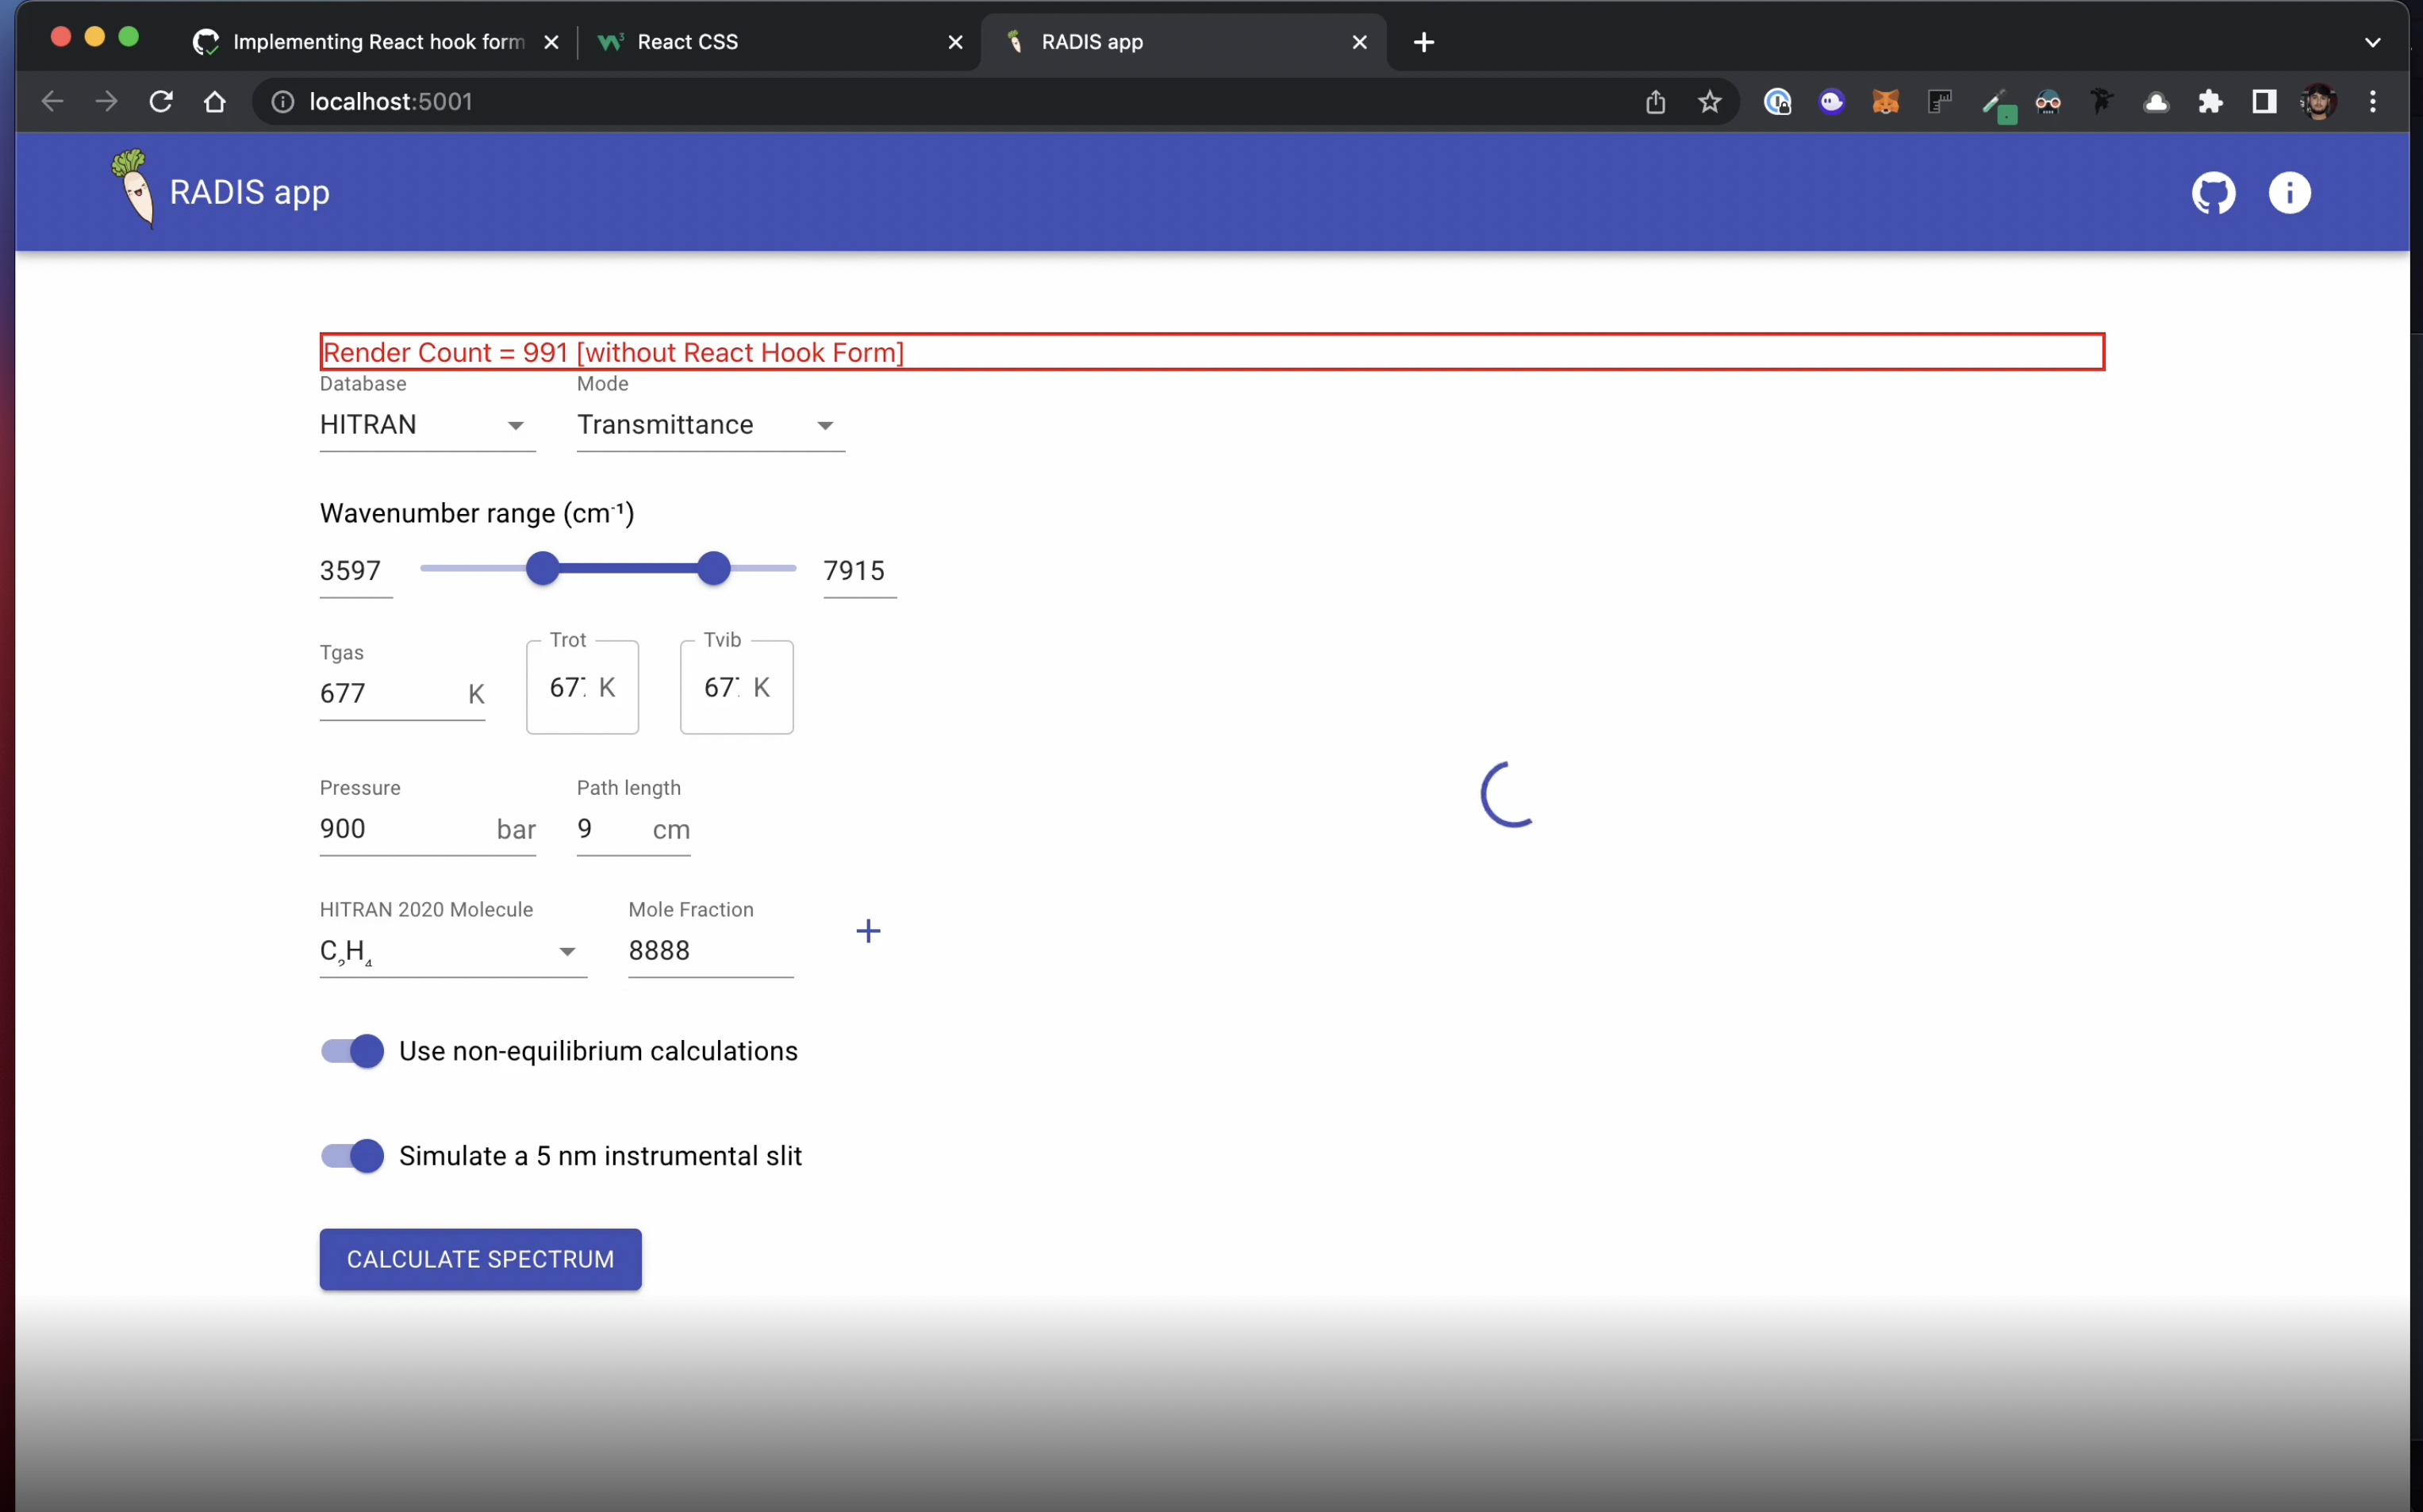 Implementing React hook form
React CSS
RADIS app
localhost:5001
RADIS app
Render Count = 991 [without React Hook Form]
Database Mode
HITRAN Transmittance
Wavenumber range (cm⁻¹)
3597 7915
Tgas Trot Tvib
677 K 677 K 677 K
Pressure Path length
900 bar 9 cm
HITRAN 2020 Molecule Mole Fraction
C₂H₄ 8888 +
Use non-equilibrium calculations
Simulate a 5 nm instrumental slit
CALCULATE SPECTRUM